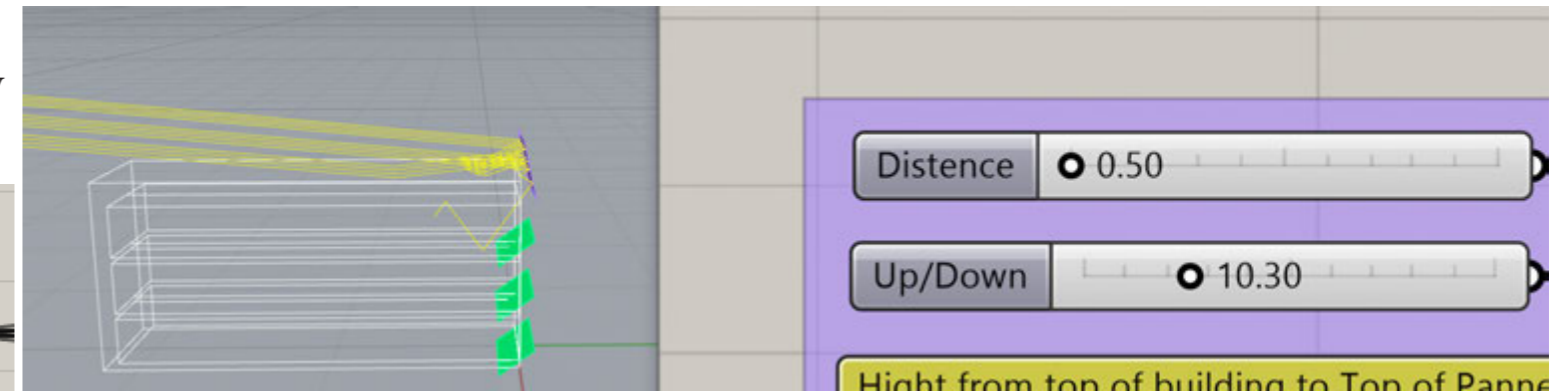 Distence 0.50
Up/Down 10.30
Hight from top of building to Top of